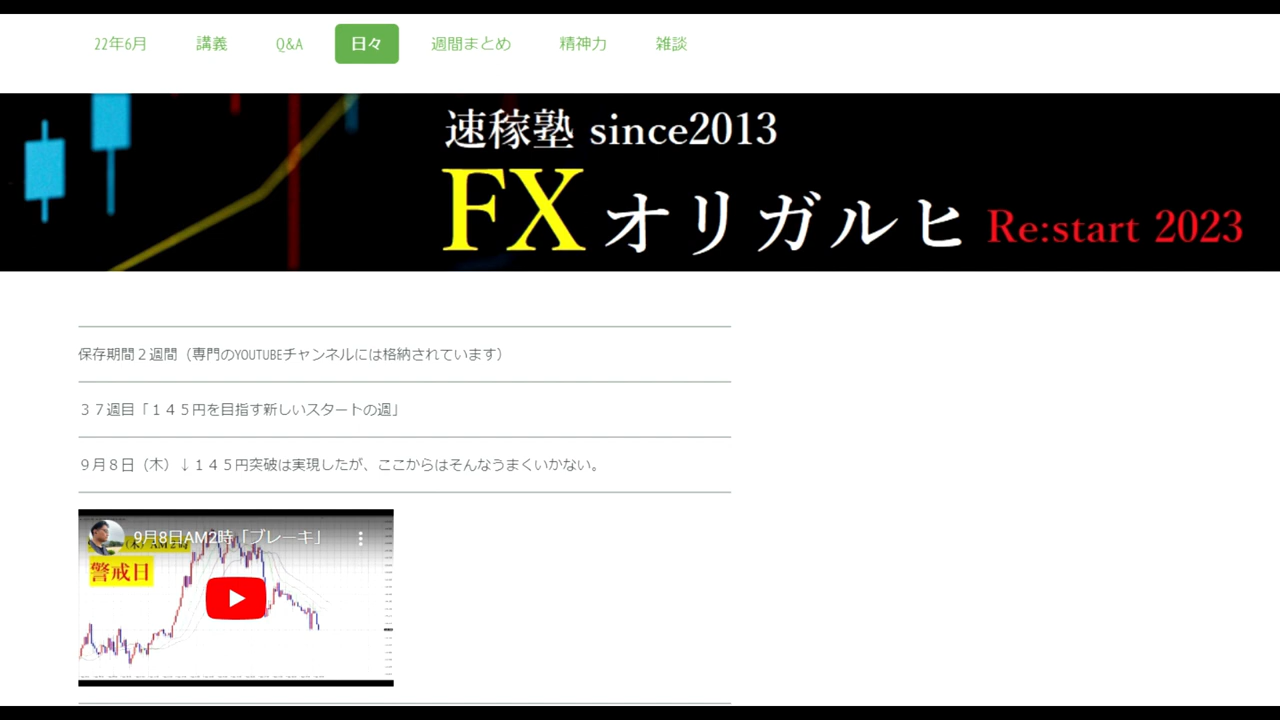 22年6月 講義 Q&A 日々 週間まとめ 精神力 雑談
速稼塾 since2013
FX オリガルヒ Re:start 2023
保存期間２週間（専門のYOUTUBEチャンネルには格納されています）
３７週目「１４５円を目指す新しいスタートの週」
９月８日（木）↓１４５円突破は実現したが、ここからはそんなうまくいかない。
9月8日AM2時「ブレーキ」
（木）AM２時
警戒日